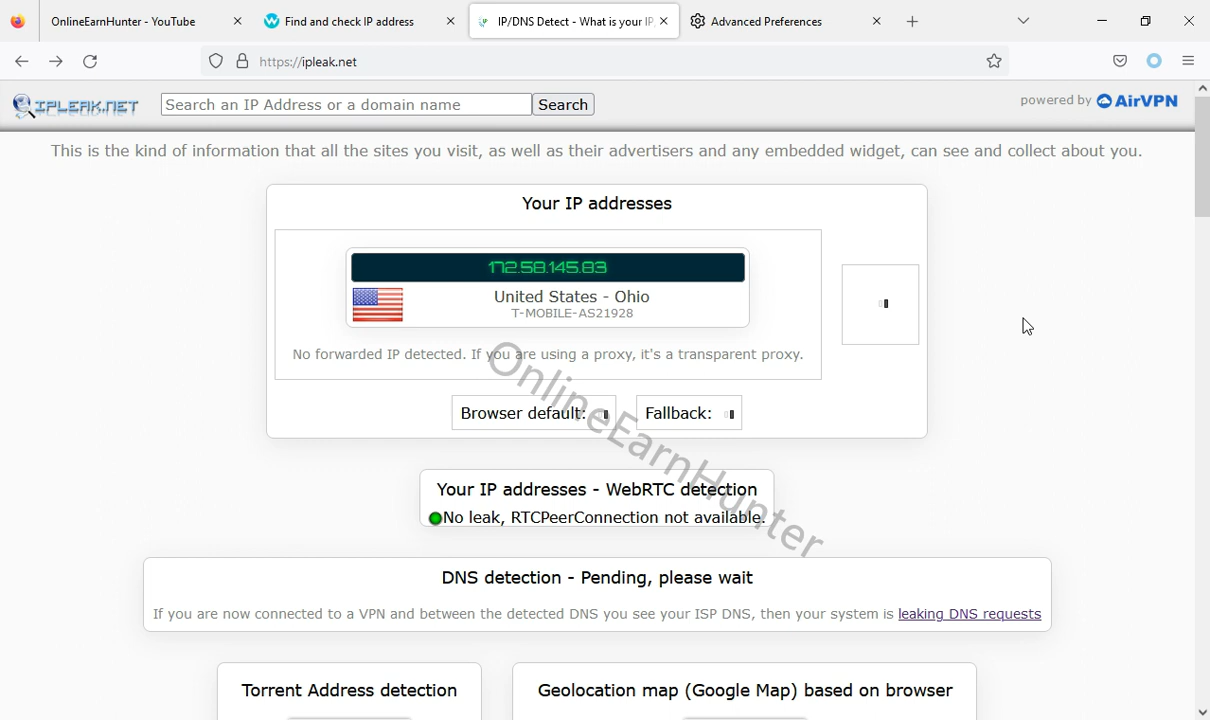 OnlineEarnHunter - YouTube
Find and check IP address
IP/DNS Detect - What is your IP,
Advanced Preferences
https://ipleak.net
IPLEAK.NET
Search an IP Address or a domain name
Search
powered by AirVPN
This is the kind of information that all the sites you visit, as well as their advertisers and any embedded widget, can see and collect about you.
Your IP addresses
172.58.145.83
United States - Ohio
T-MOBILE-AS21928
No forwarded IP detected. If you are using a proxy, it's a transparent proxy.
Browser default:
Fallback:
OnlineEarnHunter
Your IP addresses - WebRTC detection
No leak, RTCPeerConnection not available.
DNS detection - Pending, please wait
If you are now connected to a VPN and between the detected DNS you see your ISP DNS, then your system is leaking DNS requests
Torrent Address detection
Geolocation map (Google Map) based on browser